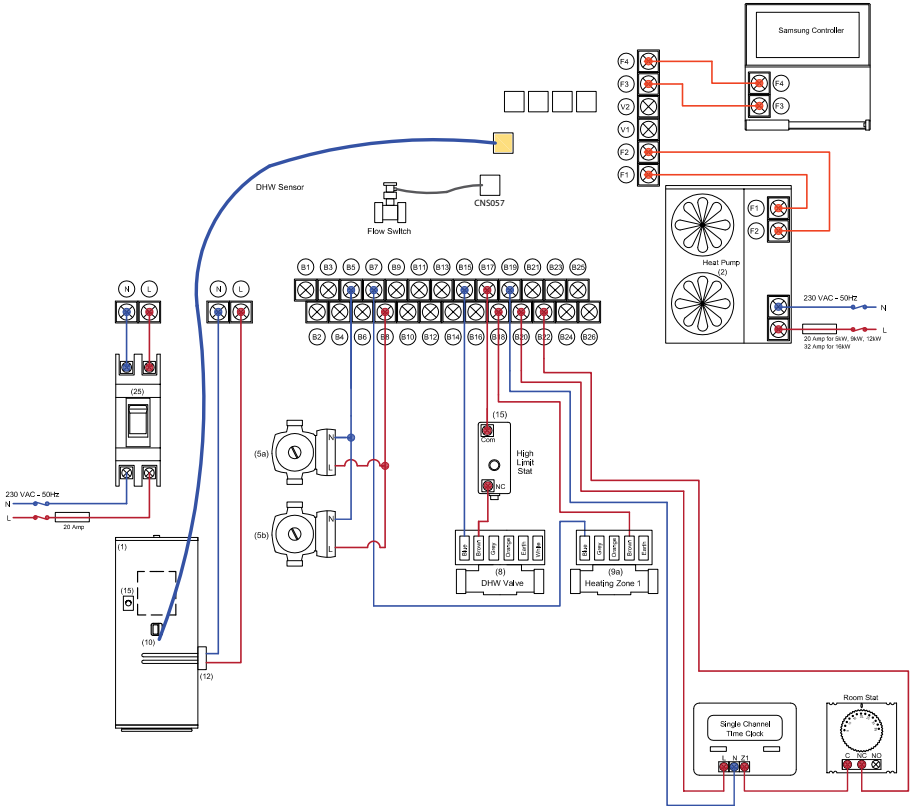 Samsung Controller
F4
F3
V2
V1
F2
F1
F4
F3
DHW Sensor
CNS057
Flow Switch
F1
F2
Heat Pump
(2)
230 VAC - 50Hz
N
L
20 Amp for 5kW, 9kW, 12kW
32 Amp for 16kW
N L
N L
B1 B3 B5 B7 B9 B11 B13 B15 B17 B19 B21 B23 B25
B2 B4 B6 B8 B10 B12 B14 B16 B18 B20 B22 B24 B26
(25)
230 VAC - 50Hz
N
L
20 Amp
(5a)
N
L
(5b)
N
L
(15)
Com
High
Limit
Stat
NC
Blue
Brown
Grey
Orange
Earth
White
(8)
DHW Valve
Blue
Grey
Orange
Brown
Earth
(9a)
Heating Zone 1
(1)
(15)
(10)
(12)
Single Channel
Time Clock
L N Z1
Room Stat
C NC NO